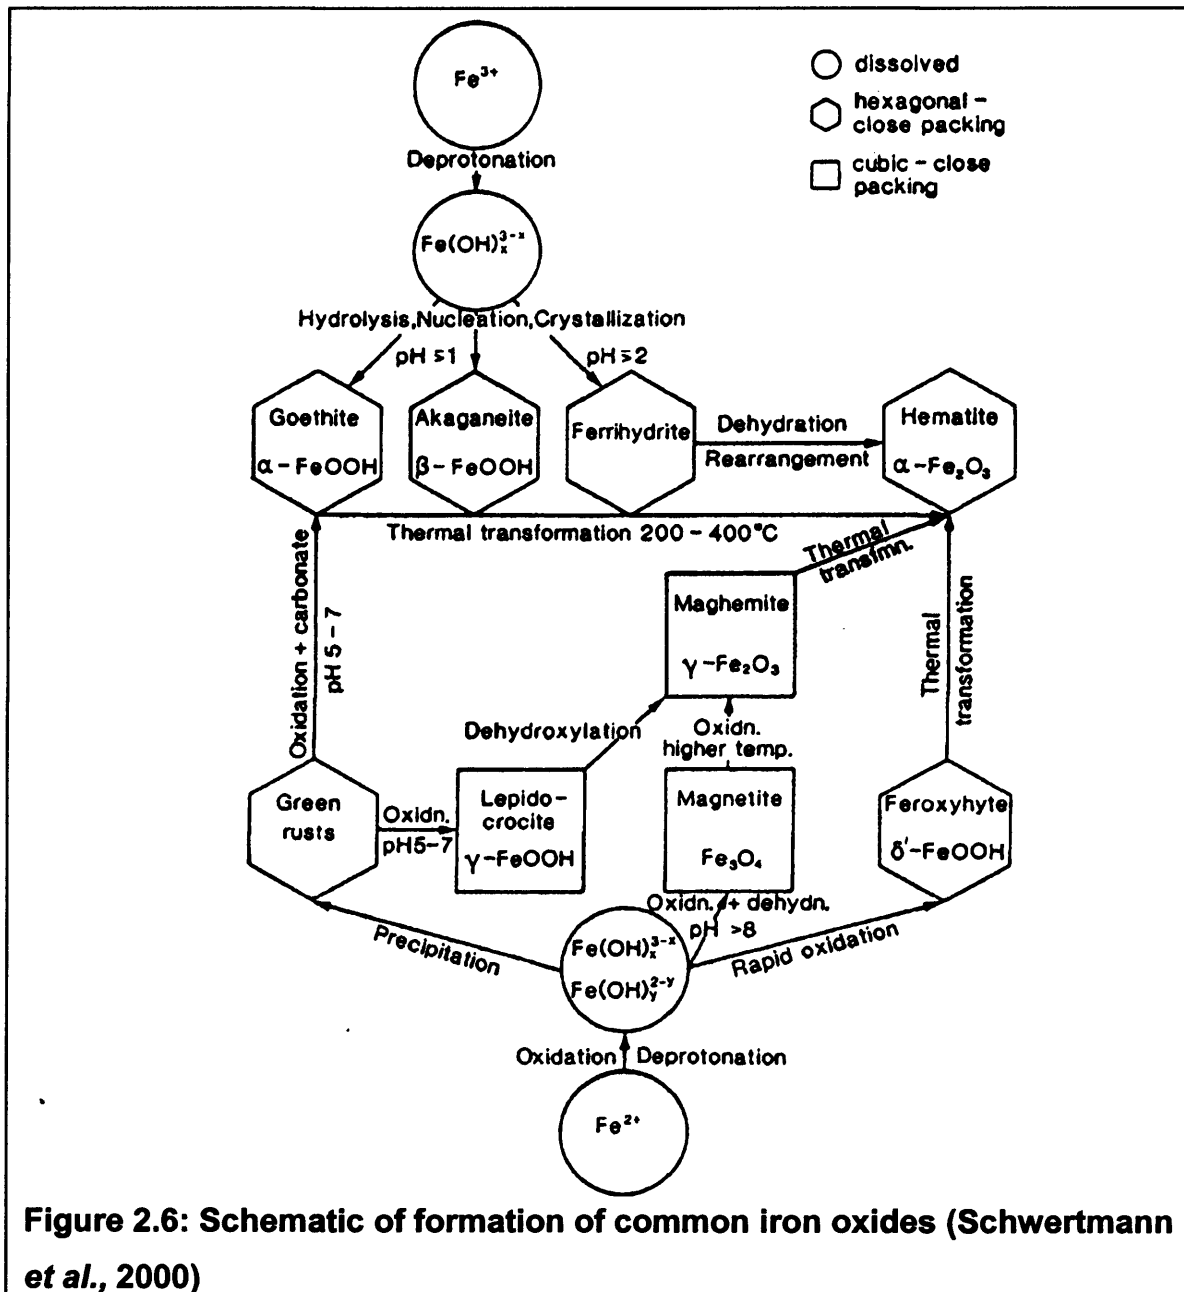 Fe³⁺
dissolved
hexagonal –
close packing
cubic – close
packing
Deprotonation
Fe(OH)ₓ³⁻ˣ
Hydrolysis,Nucleation,Crystallization
pH ≤1
pH ≥2
Goethite
α – FeOOH
Akaganeite
β – FeOOH
Ferrihydrite
Dehydration
Rearrangement
Hematite
α – Fe₂O₃
Thermal transformation 200 – 400°C
Thermal
transfmn.
Oxidation + carbonate
pH 5 – 7
Maghemite
γ – Fe₂O₃
Thermal
transformation
Dehydroxylation
Oxidn.
higher temp.
Green
rusts
Oxidn.
pH5–7
Lepido –
crocite
γ – FeOOH
Magnetite
Fe₃O₄
Feroxyhyte
δ′ – FeOOH
Oxidn. + dehydn.
pH >8
Precipitation
Rapid oxidation
Fe(OH)ₓ³⁻ˣ
Fe(OH)ᵧ²⁻ʸ
Oxidation
Deprotonation
Fe²⁺
Figure 2.6: Schematic of formation of common iron oxides (Schwertmann
et al., 2000)